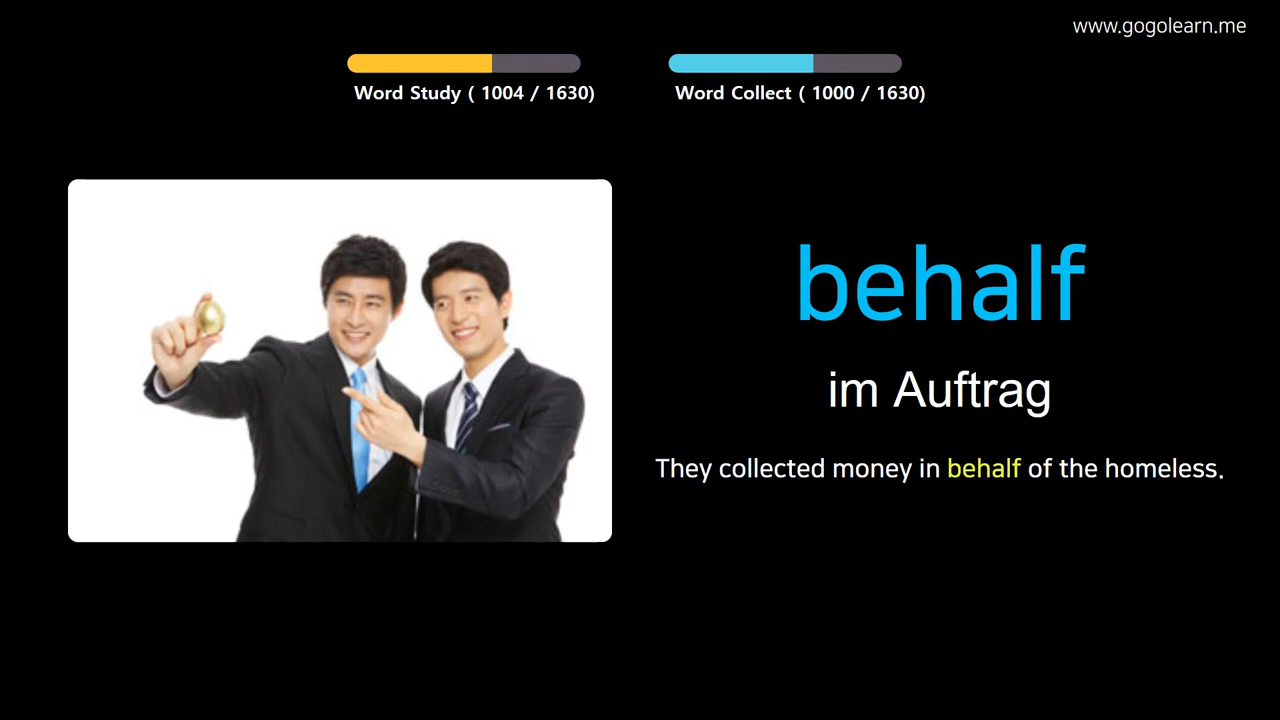 www.gogolearn.me
Word Study ( 1004 / 1630)
Word Collect ( 1000 / 1630)
behalf
im Auftrag
They collected money in behalf of the homeless.